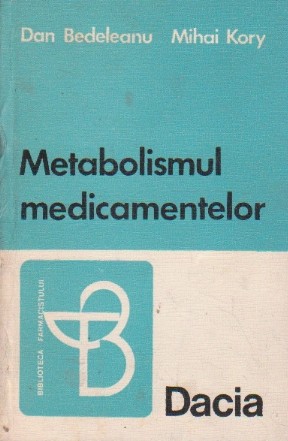 Dan Bedeleanu Mihai Kory
Metabolismul
medicamentelor
BIBLIOTECA FARMACISTULUI
B
Dacia